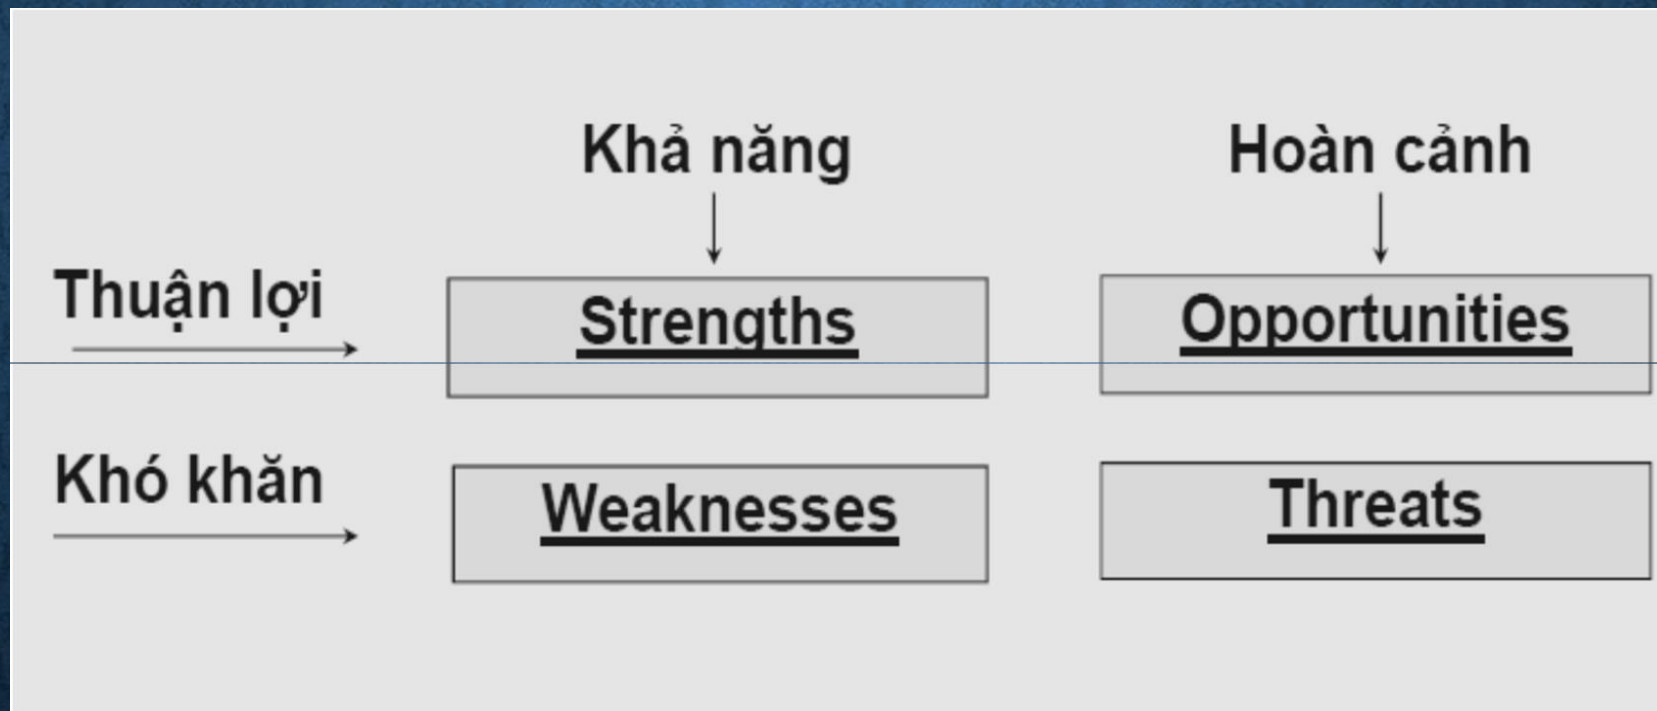 Khả năng
Hoàn cảnh
Thuận lợi
Strengths
Opportunities
Khó khăn
Weaknesses
Threats